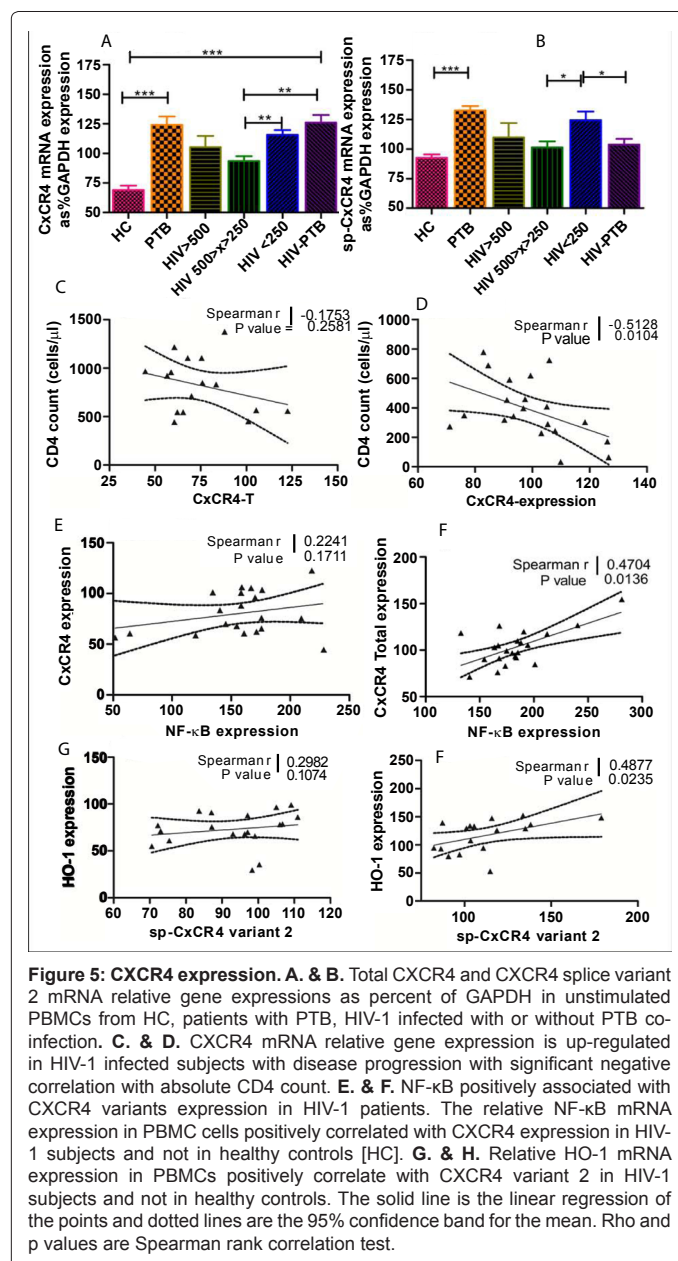 A
B
***
***
**
**
***
*
*
CxCR4 mRNA expression
as%GAPDH expression
125
100
75
50
HC
PTB
HIV>500
HIV 500>x>250
HIV <250
HIV-PTB
sp-CxCR4 mRNA expression
as%GAPDH expression
125
100
75
50
HC
PTB
HIV>500
HIV 500>x>250
HIV<250
HIV-PTB
C
Spearman r -0.1753
P value = 0.2581
CD4 count (cells/µl)
1500
1000
500
0
25 50 75 100 125 150
CxCR4-T
D
Spearman r -0.5128
P value 0.0104
CD4 count (cells/µl)
1000
800
600
400
200
0
60 80 100 120 140
CxCR4-expression
E
Spearman r 0.2241
P value 0.1711
CxCR4 expression
150
100
50
0
50 100 150 200 250
NF-κB expression
F
Spearman r 0.4704
P value 0.0136
CxCR4 Total expression
200
150
100
50
100 150 200 250 300
NF-κB expression
G
Spearman r 0.2982
P value 0.1074
HO-1 expression
150
100
50
0
60 70 80 90 100 110 120
sp-CxCR4 variant 2
F
Spearman r 0.4877
P value 0.0235
HO-1 expression
250
200
150
100
50
0
100 150 200
sp-CxCR4 variant 2
Figure 5: CXCR4 expression. A. & B. Total CXCR4 and CXCR4 splice variant
2 mRNA relative gene expressions as percent of GAPDH in unstimulated
PBMCs from HC, patients with PTB, HIV-1 infected with or without PTB co-
infection. C. & D. CXCR4 mRNA relative gene expression is up-regulated
in HIV-1 infected subjects with disease progression with significant negative
correlation with absolute CD4 count. E. & F. NF-κB positively associated with
CXCR4 variants expression in HIV-1 patients. The relative NF-κB mRNA
expression in PBMC cells positively correlated with CXCR4 expression in HIV-
1 subjects and not in healthy controls [HC]. G. & H. Relative HO-1 mRNA
expression in PBMCs positively correlate with CXCR4 variant 2 in HIV-1
subjects and not in healthy controls. The solid line is the linear regression of
the points and dotted lines are the 95% confidence band for the mean. Rho and
p values are Spearman rank correlation test.